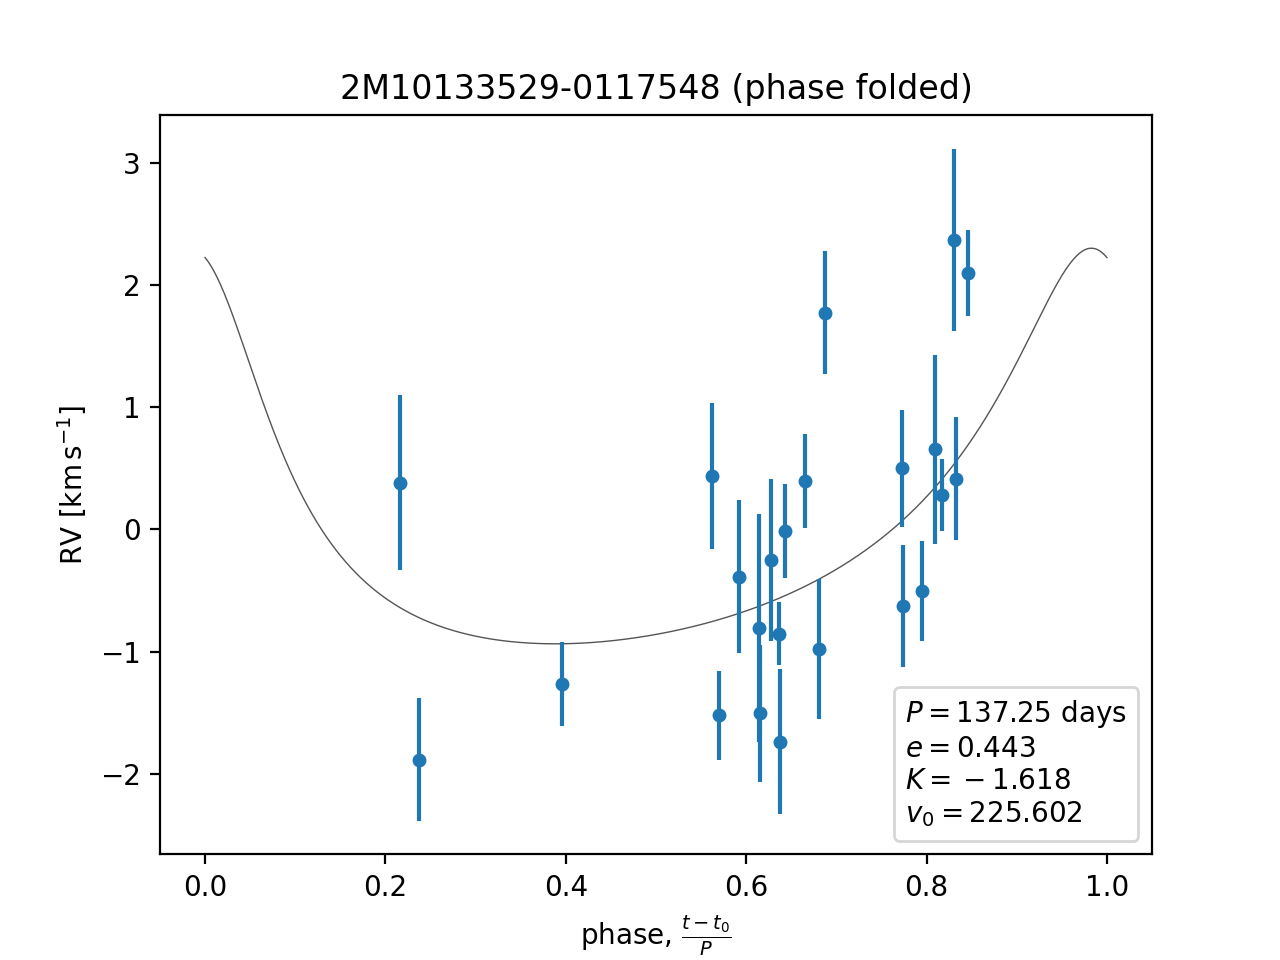 2M10133529-0117548 (phase folded)
RV [km s⁻¹]
3
2
1
0
−1
−2
P = 137.25 days
e = 0.443
K = −1.618
v₀ = 225.602
0.0 0.2 0.4 0.6 0.8 1.0
phase, (t − t₀)/P